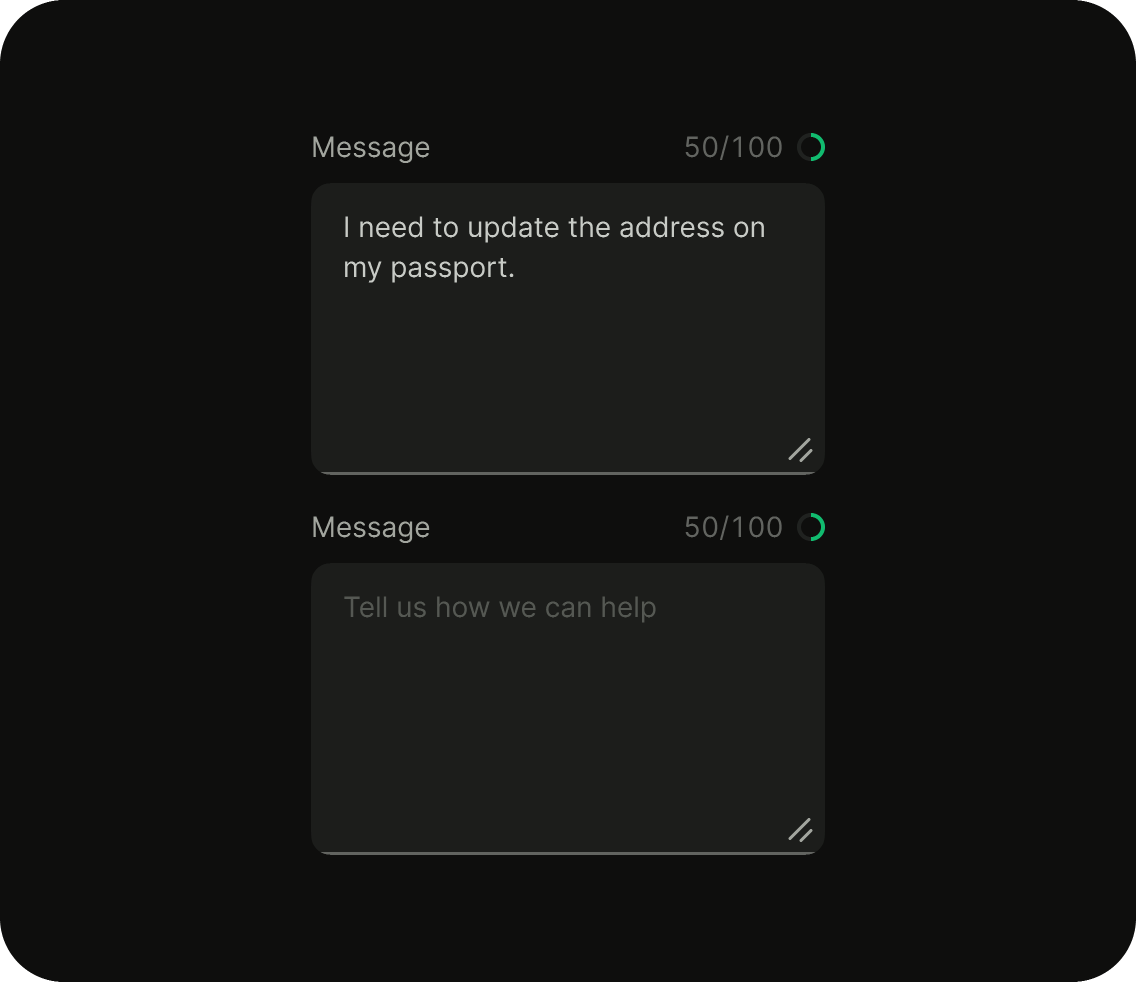 Message 50/100
I need to update the address on
my passport.
Message 50/100
Tell us how we can help